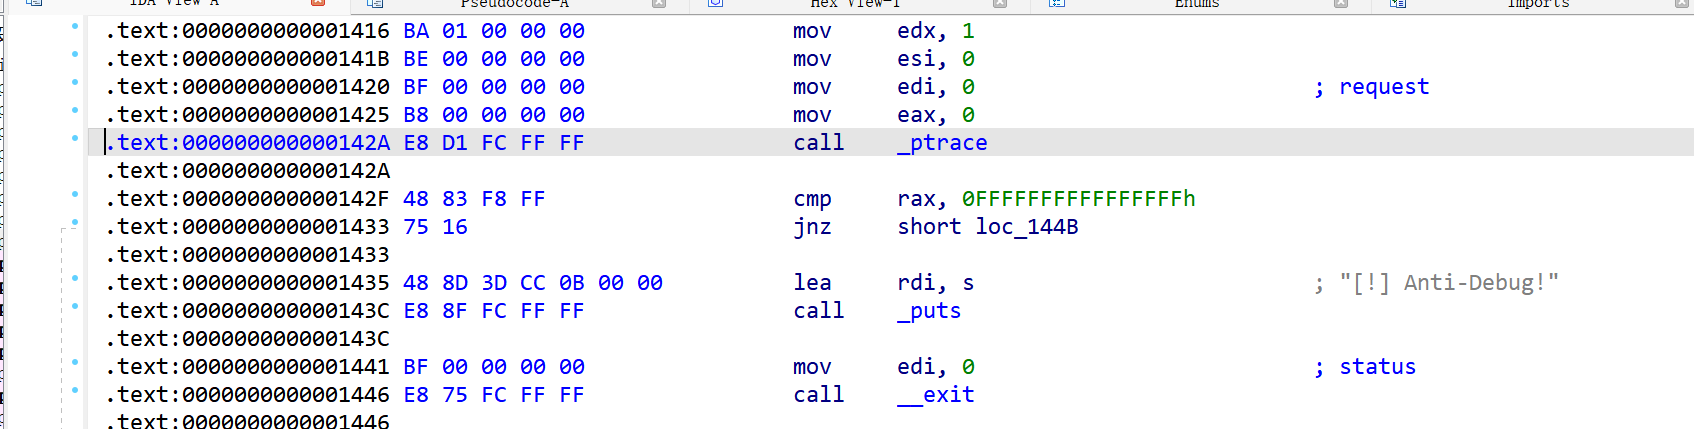 IDA View-A Pseudocode-A Hex View-1 Enums Imports
.text:0000000000001416 BA 01 00 00 00 mov edx, 1
.text:000000000000141B BE 00 00 00 00 mov esi, 0
.text:0000000000001420 BF 00 00 00 00 mov edi, 0 ; request
.text:0000000000001425 B8 00 00 00 00 mov eax, 0
.text:000000000000142A E8 D1 FC FF FF call _ptrace
.text:000000000000142A
.text:000000000000142F 48 83 F8 FF cmp rax, 0FFFFFFFFFFFFFFFFh
.text:0000000000001433 75 16 jnz short loc_144B
.text:0000000000001433
.text:0000000000001435 48 8D 3D CC 0B 00 00 lea rdi, s ; "[!] Anti-Debug!"
.text:000000000000143C E8 8F FC FF FF call _puts
.text:000000000000143C
.text:0000000000001441 BF 00 00 00 00 mov edi, 0 ; status
.text:0000000000001446 E8 75 FC FF FF call __exit
.text:0000000000001446